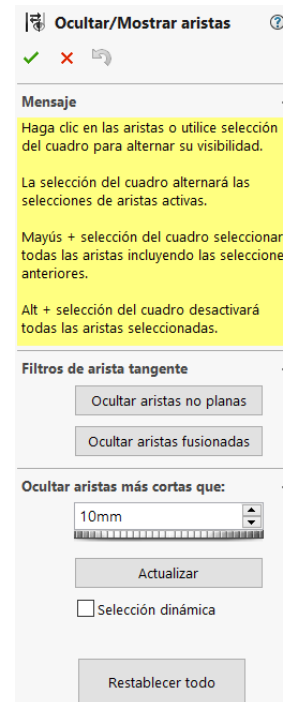 Ocultar/Mostrar aristas
Mensaje
Haga clic en las aristas o utilice selección
del cuadro para alternar su visibilidad.
La selección del cuadro alternará las
selecciones de aristas activas.
Mayús + selección del cuadro seleccionar
todas las aristas incluyendo las seleccione
anteriores.
Alt + selección del cuadro desactivará
todas las aristas seleccionadas.
Filtros de arista tangente
Ocultar aristas no planas
Ocultar aristas fusionadas
Ocultar aristas más cortas que:
10mm
Actualizar
Selección dinámica
Restablecer todo